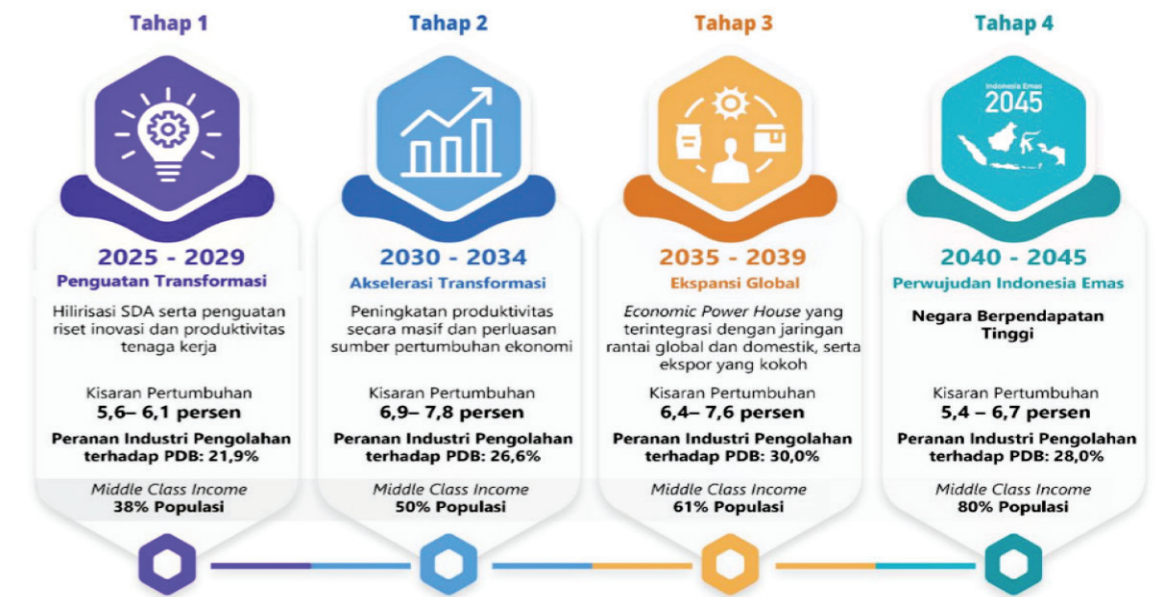 Tahap 1
2025 - 2029
Penguatan Transformasi
Hilirisasi SDA serta penguatan
riset inovasi dan produktivitas
tenaga kerja
Kisaran Pertumbuhan
5,6– 6,1 persen
Peranan Industri Pengolahan
terhadap PDB: 21,9%
Middle Class Income
38% Populasi
Tahap 2
2030 - 2034
Akselerasi Transformasi
Peningkatan produktivitas
secara masif dan perluasan
sumber pertumbuhan ekonomi
Kisaran Pertumbuhan
6,9– 7,8 persen
Peranan Industri Pengolahan
terhadap PDB: 26,6%
Middle Class Income
50% Populasi
Tahap 3
2035 - 2039
Ekspansi Global
Economic Power House yang
terintegrasi dengan jaringan
rantai global dan domestik, serta
ekspor yang kokoh
Kisaran Pertumbuhan
6,4– 7,6 persen
Peranan Industri Pengolahan
terhadap PDB: 30,0%
Middle Class Income
61% Populasi
Tahap 4
Indonesia Emas
2045
2040 - 2045
Perwujudan Indonesia Emas
Negara Berpendapatan
Tinggi
Kisaran Pertumbuhan
5,4 – 6,7 persen
Peranan Industri Pengolahan
terhadap PDB: 28,0%
Middle Class Income
80% Populasi